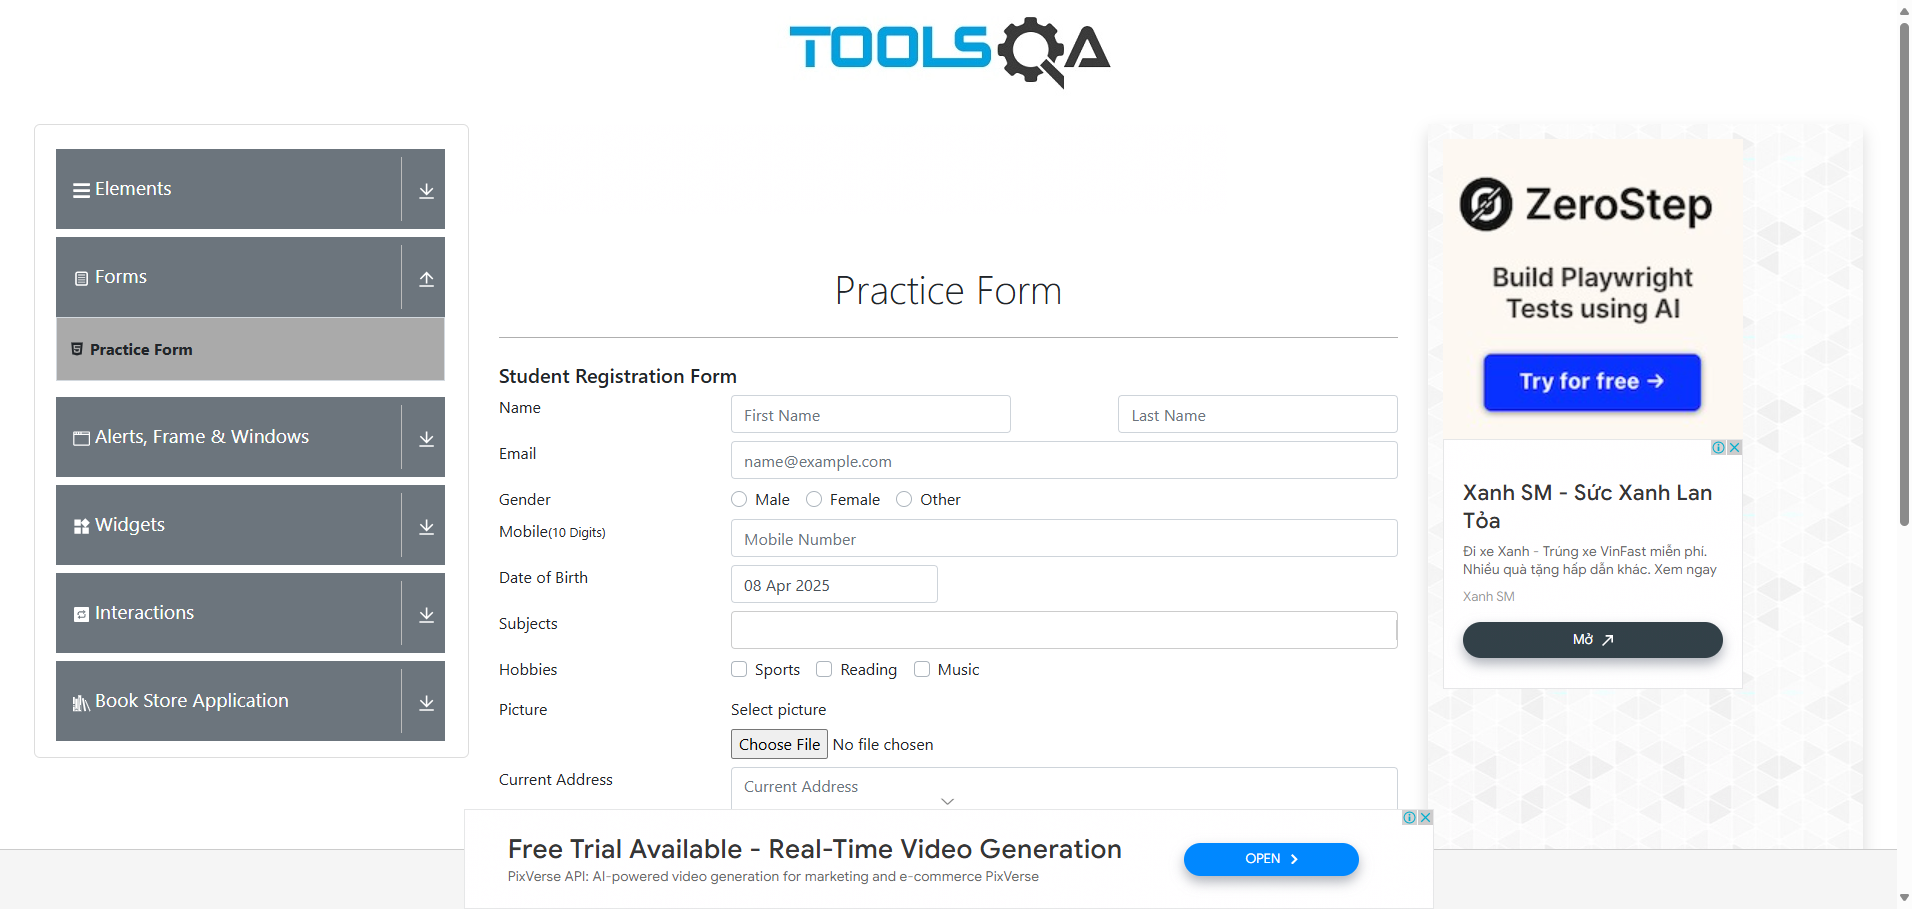 TOOLSQA
Elements
Forms
Practice Form
Alerts, Frame & Windows
Widgets
Interactions
Book Store Application
Practice Form
Student Registration Form
Name
First Name
Last Name
Email
name@example.com
Gender
Male
Female
Other
Mobile(10 Digits)
Mobile Number
Date of Birth
08 Apr 2025
Subjects
Hobbies
Sports
Reading
Music
Picture
Select picture
Choose File No file chosen
Current Address
Current Address
Free Trial Available - Real-Time Video Generation
PixVerse API: AI-powered video generation for marketing and e-commerce PixVerse
OPEN
ZeroStep
Build Playwright
Tests using AI
Try for free →
Xanh SM - Sức Xanh Lan
Tỏa
Đi xe Xanh - Trúng xe VinFast miễn phí.
Nhiều quà tặng hấp dẫn khác. Xem ngay
Xanh SM
Mở